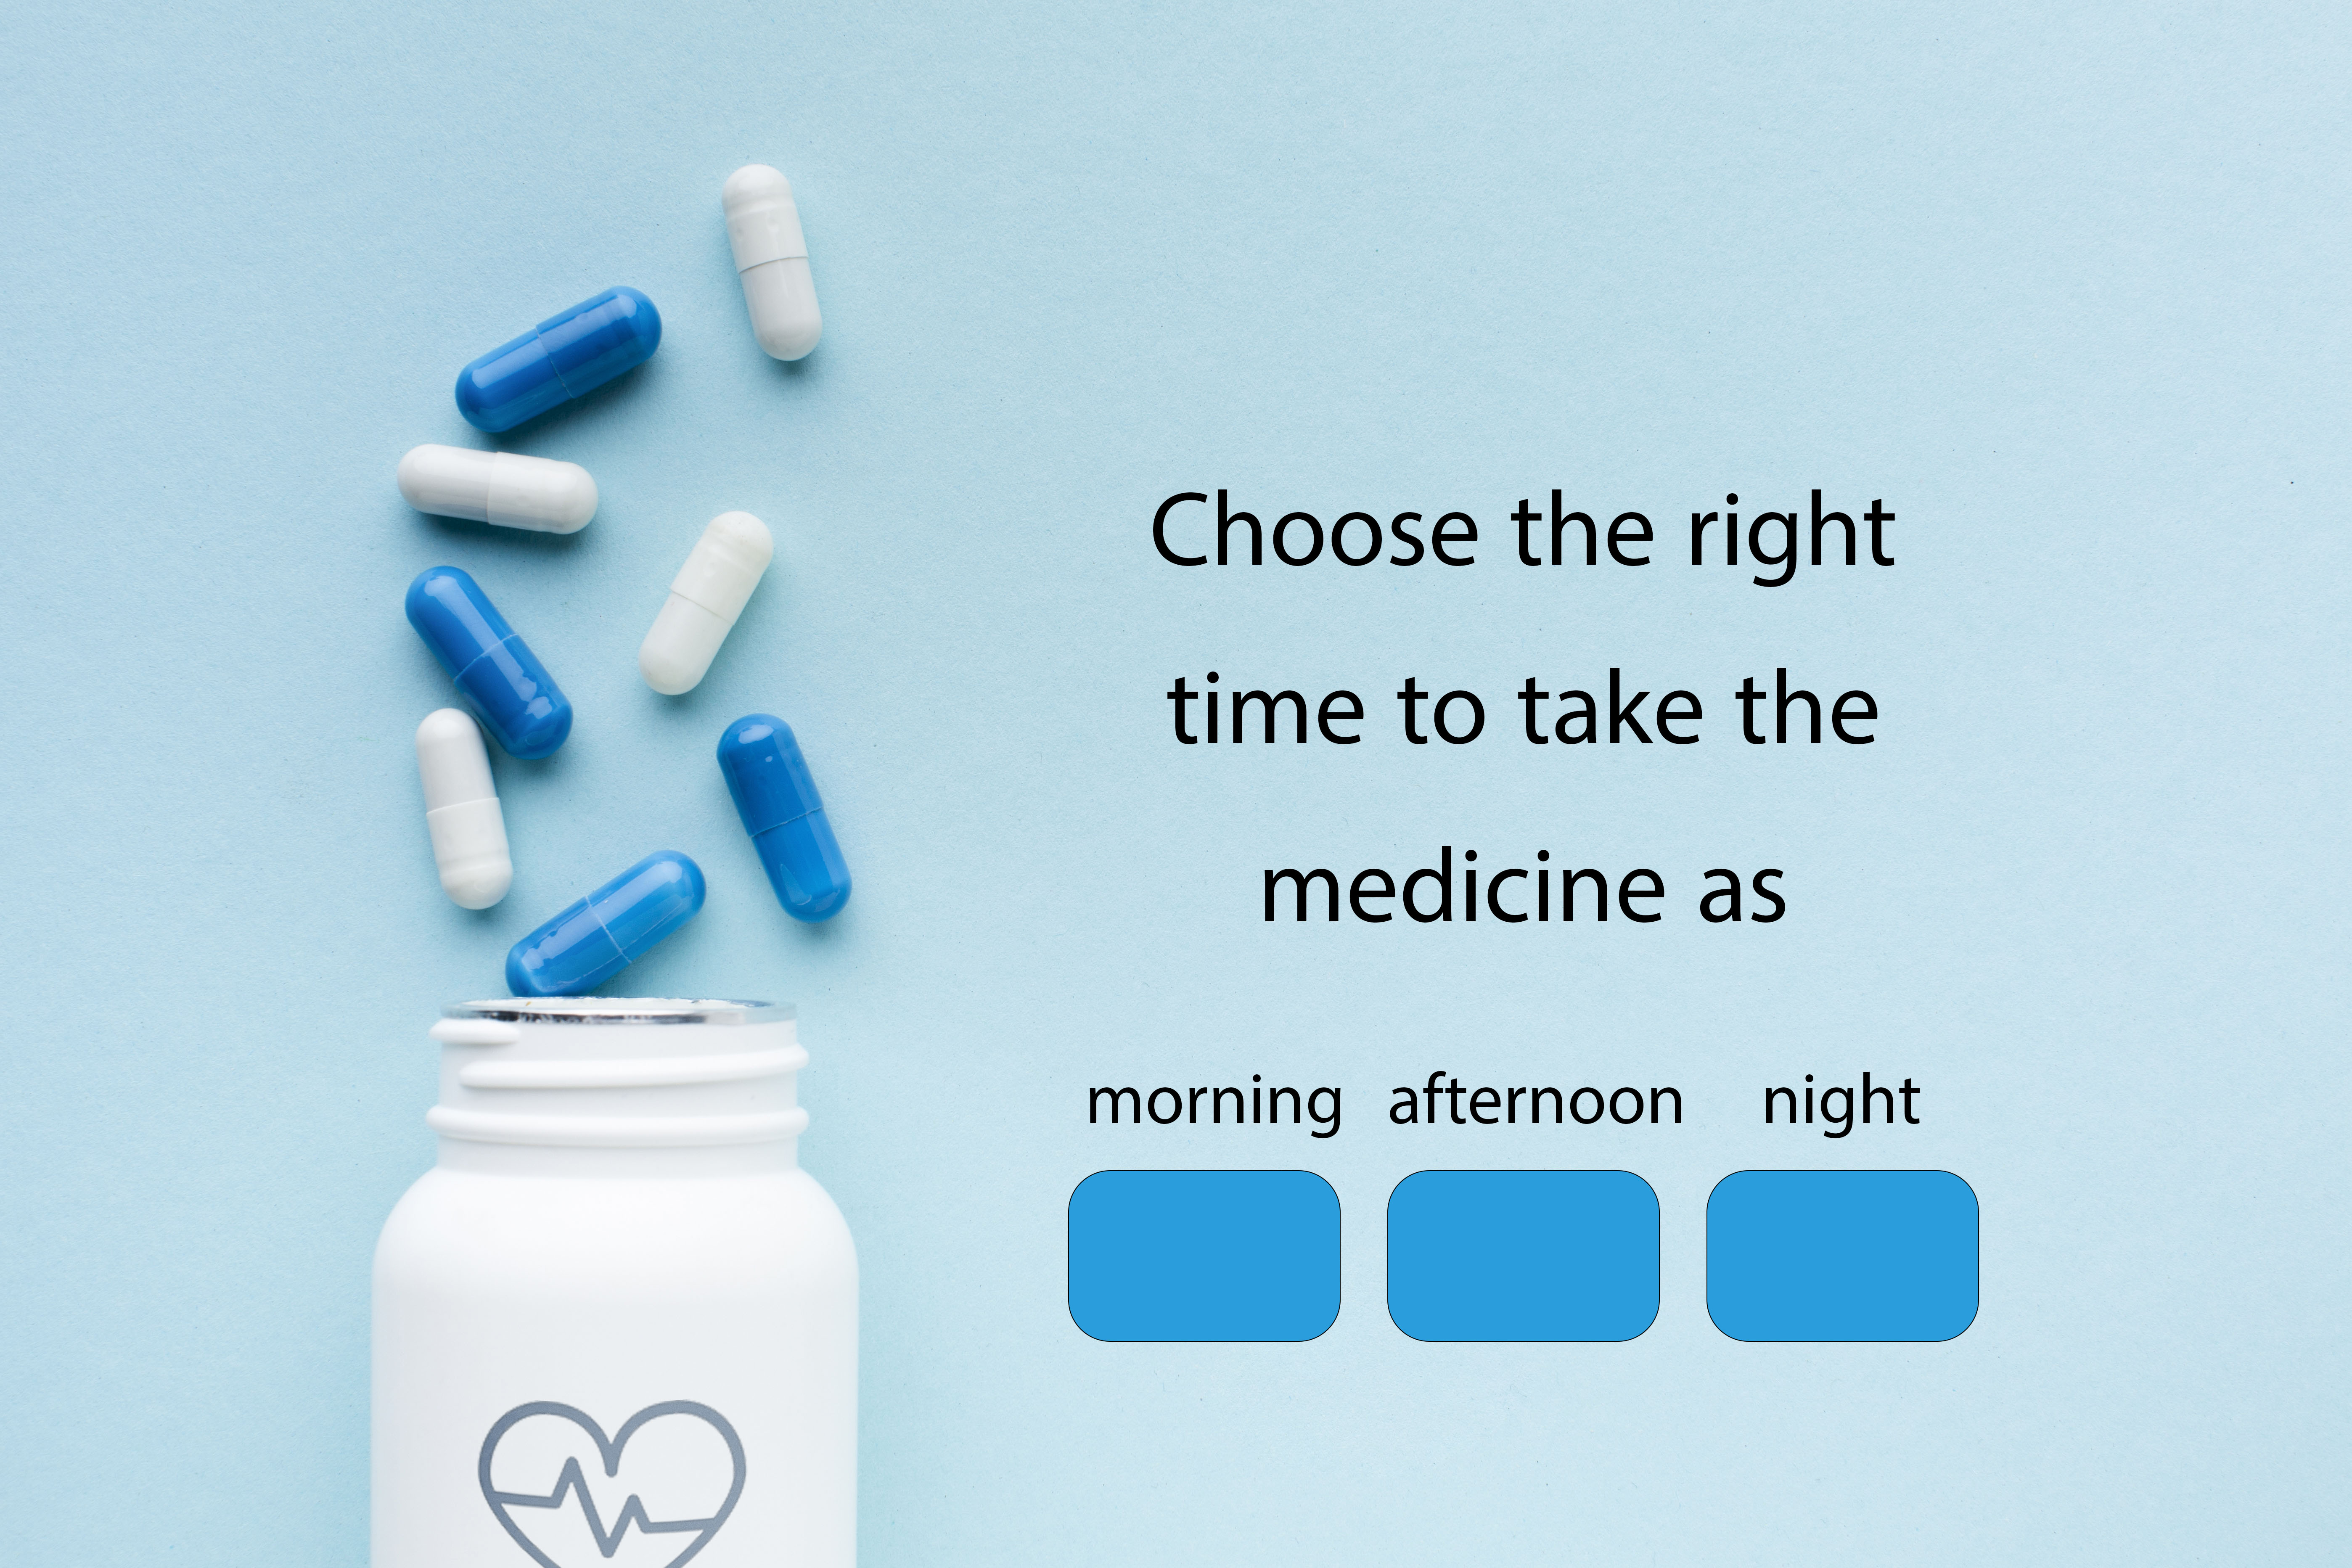 Choose the right
time to take the
medicine as
morning afternoon night